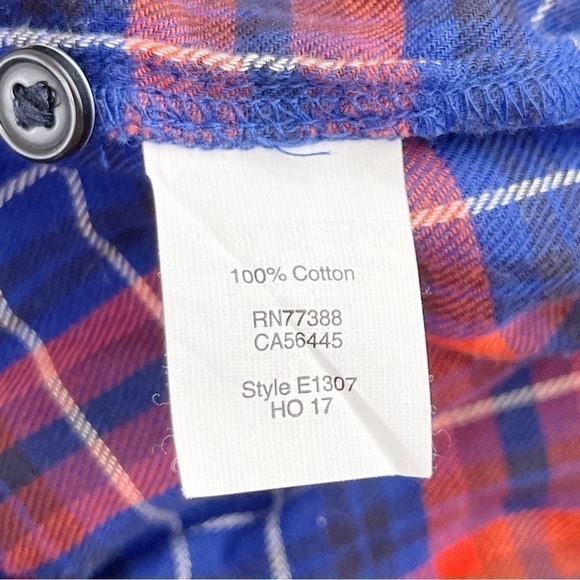 100% Cotton
RN77388
CA56445
Style E1307
HO 17